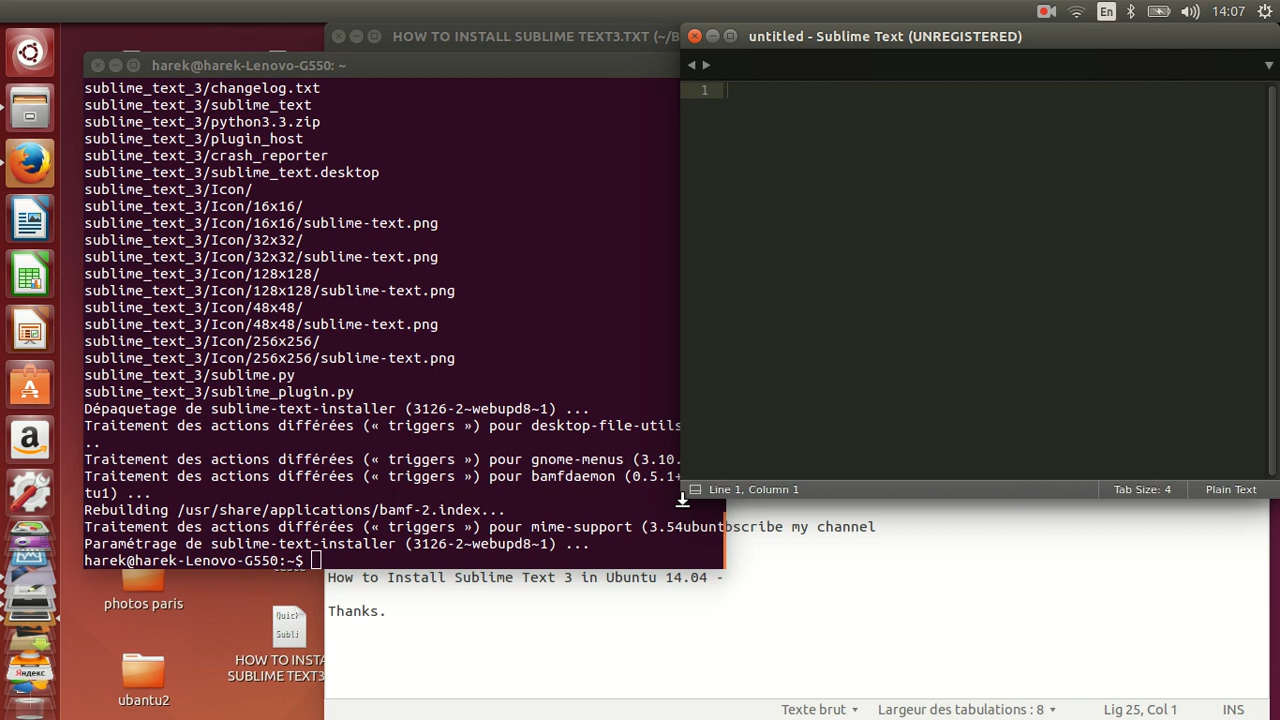 En
14:07
HOW TO INSTALL SUBLIME TEXT3.TXT (~/B
untitled - Sublime Text (UNREGISTERED)
harek@harek-Lenovo-G550: ~
sublime_text_3/changelog.txt
sublime_text_3/sublime_text
sublime_text_3/python3.3.zip
sublime_text_3/plugin_host
sublime_text_3/crash_reporter
sublime_text_3/sublime_text.desktop
sublime_text_3/Icon/
sublime_text_3/Icon/16x16/
sublime_text_3/Icon/16x16/sublime-text.png
sublime_text_3/Icon/32x32/
sublime_text_3/Icon/32x32/sublime-text.png
sublime_text_3/Icon/128x128/
sublime_text_3/Icon/128x128/sublime-text.png
sublime_text_3/Icon/48x48/
sublime_text_3/Icon/48x48/sublime-text.png
sublime_text_3/Icon/256x256/
sublime_text_3/Icon/256x256/sublime-text.png
sublime_text_3/sublime.py
sublime_text_3/sublime_plugin.py
Dépaquetage de sublime-text-installer (3126-2~webupd8~1) ...
Traitement des actions différées (« triggers ») pour desktop-file-utils
..
Traitement des actions différées (« triggers ») pour gnome-menus (3.10.
Traitement des actions différées (« triggers ») pour bamfdaemon (0.5.1+
tu1) ...
Rebuilding /usr/share/applications/bamf-2.index...
Traitement des actions différées (« triggers ») pour mime-support (3.54ubunt
Paramétrage de sublime-text-installer (3126-2~webupd8~1) ...
harek@harek-Lenovo-G550:~$
1
Line 1, Column 1
Tab Size: 4
Plain Text
bscribe my channel
How to Install Sublime Text 3 in Ubuntu 14.04 -
Thanks.
photos paris
Quick
Subli
HOW TO INSTA
SUBLIME TEXT3
ubantu2
Яндекс
Texte brut
Largeur des tabulations : 8
Lig 25, Col 1
INS